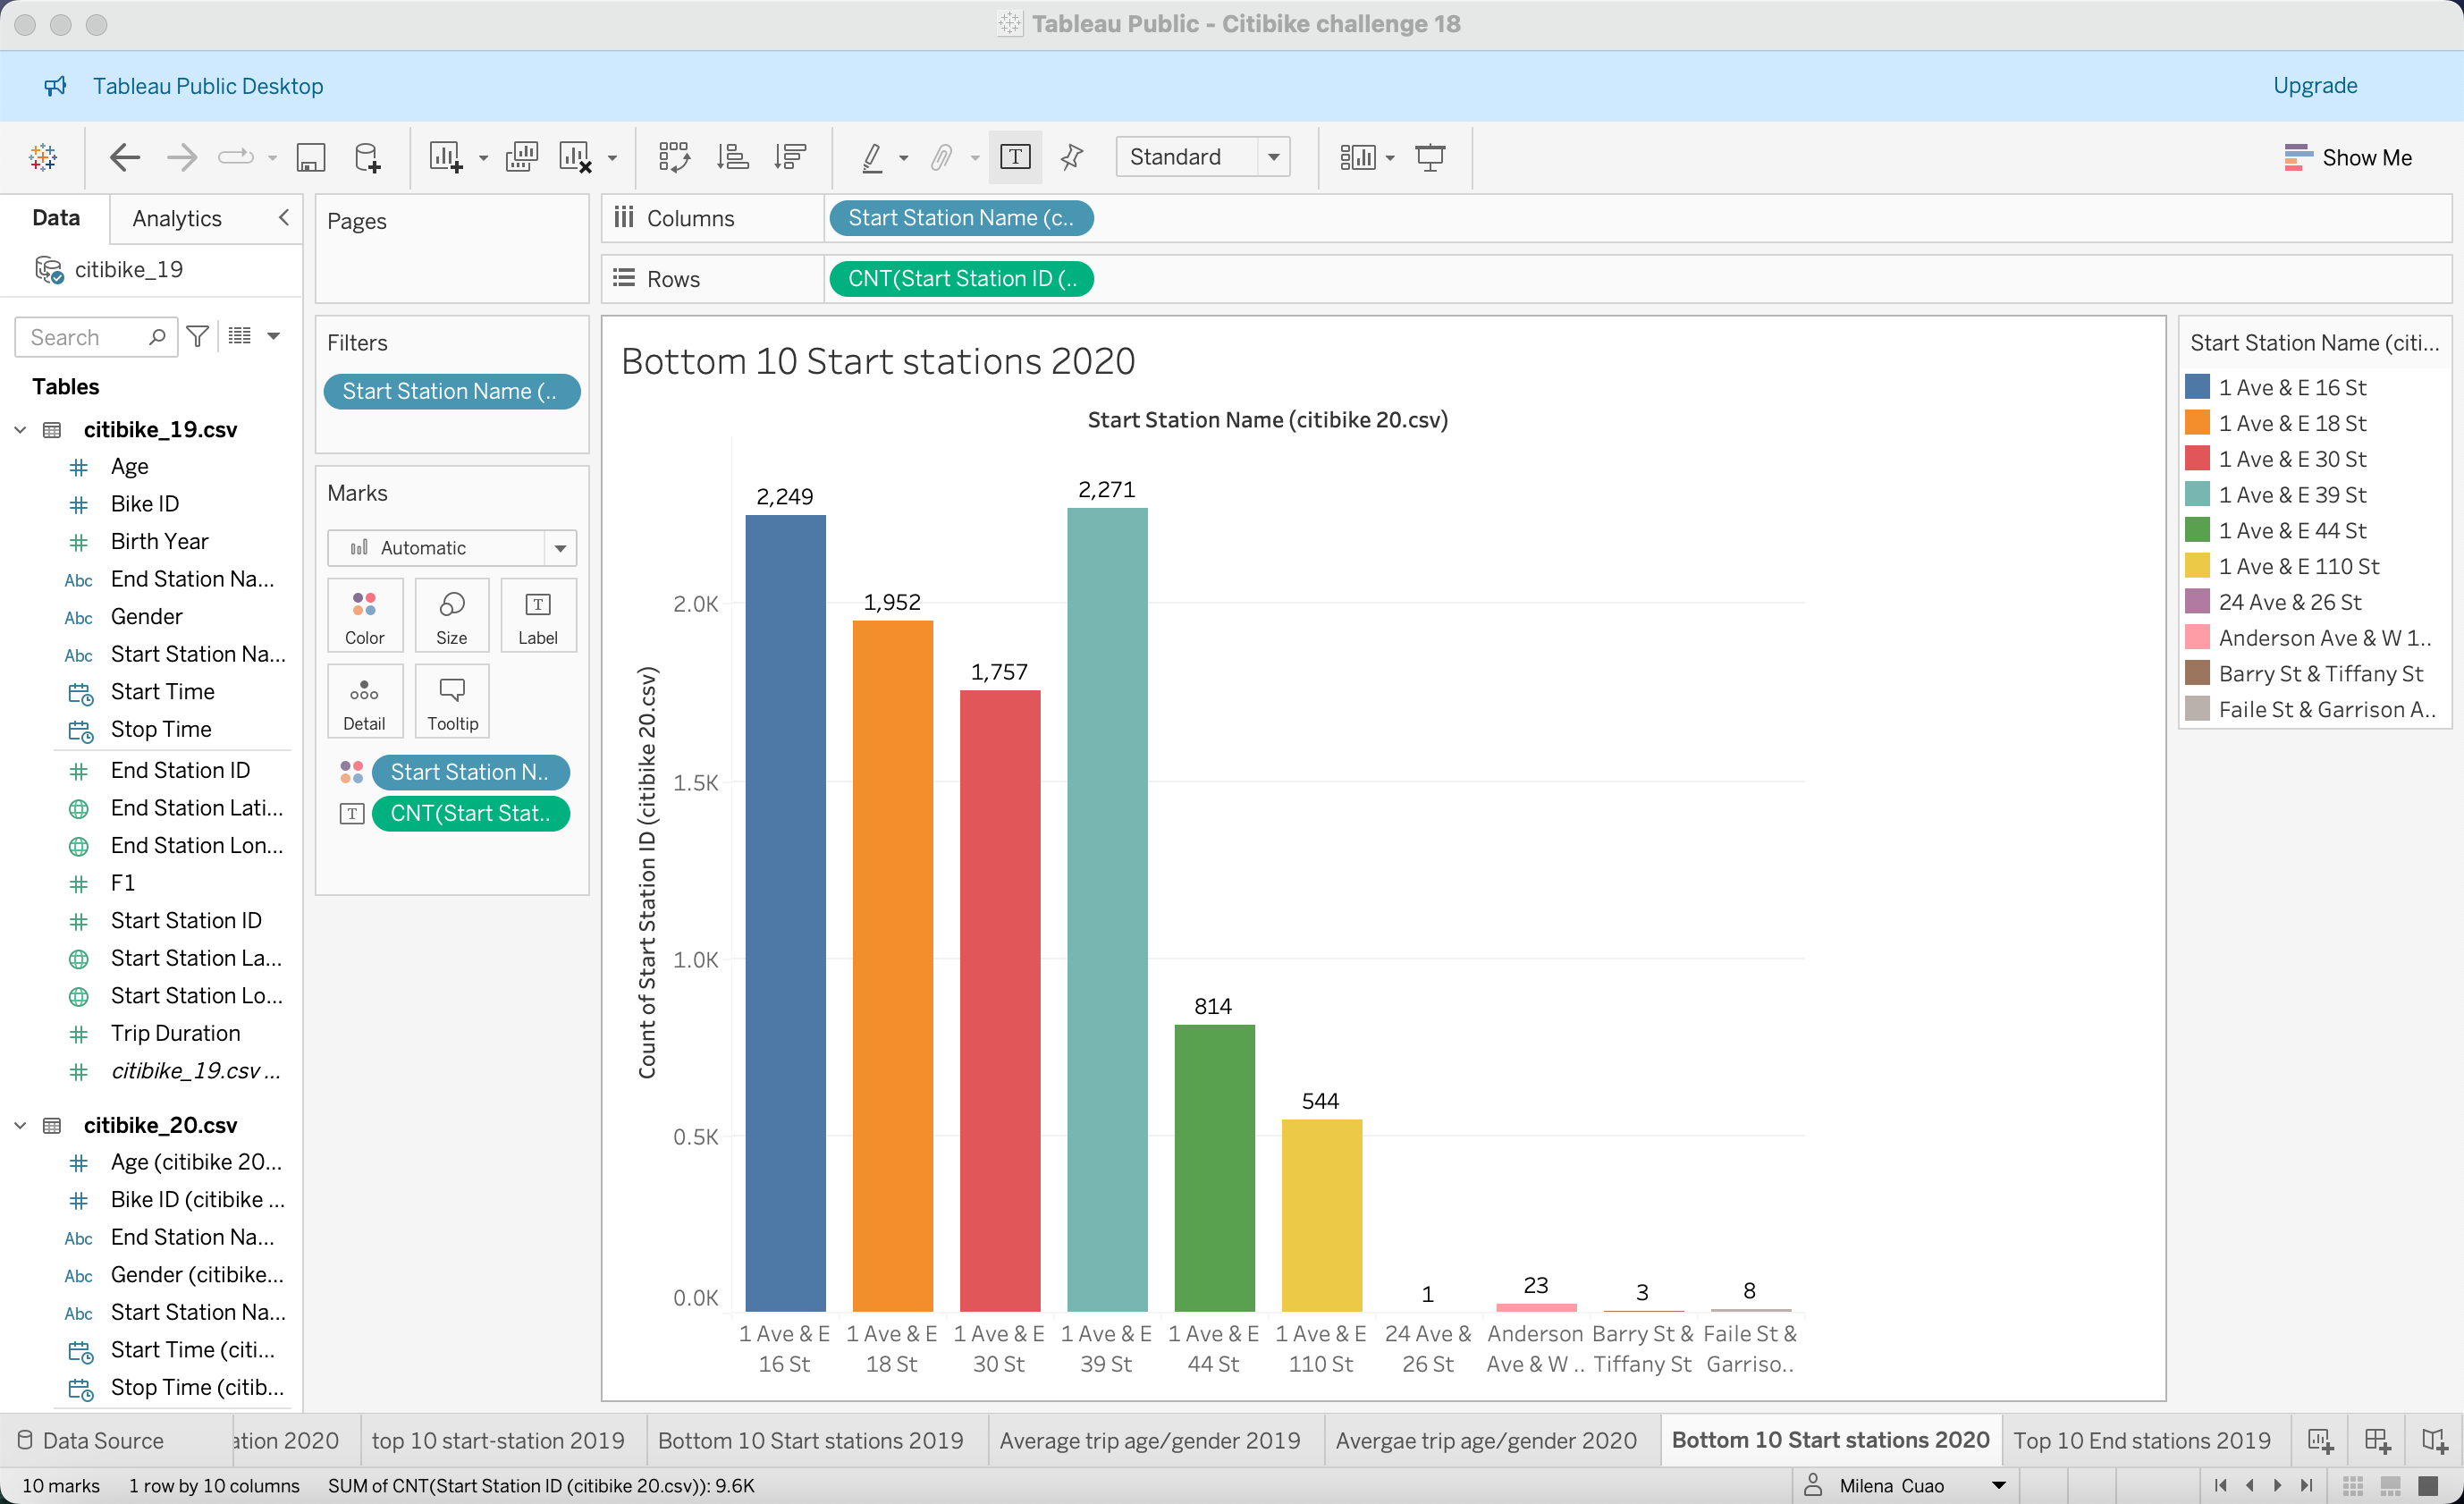 Tableau Public - Citibike challenge 18
Tableau Public Desktop
Upgrade
Standard
Show Me
Data
Analytics
citibike_19
Search
Tables
citibike_19.csv
Age
Bike ID
Birth Year
End Station Na...
Gender
Start Station Na...
Start Time
Stop Time
End Station ID
End Station Lati...
End Station Lon...
F1
Start Station ID
Start Station La...
Start Station Lo...
Trip Duration
citibike_19.csv ...
citibike_20.csv
Age (citibike 20...
Bike ID (citibike ...
End Station Na...
Gender (citibike...
Start Station Na...
Start Time (citi...
Stop Time (citib...
Pages
Filters
Start Station Name (..
Marks
Automatic
Color
Size
Label
Detail
Tooltip
Start Station N..
CNT(Start Stat..
Columns
Start Station Name (c..
Rows
CNT(Start Station ID (..
Bottom 10 Start stations 2020
Start Station Name (citibike 20.csv)
Count of Start Station ID (citibike 20.csv)
2.0K
1.5K
1.0K
0.5K
0.0K
2,249
1,952
1,757
2,271
814
544
1
23
3
8
1 Ave & E
16 St
1 Ave & E
18 St
1 Ave & E
30 St
1 Ave & E
39 St
1 Ave & E
44 St
1 Ave & E
110 St
24 Ave &
26 St
Anderson
Ave & W ..
Barry St &
Tiffany St
Faile St &
Garriso..
Start Station Name (citi...
1 Ave & E 16 St
1 Ave & E 18 St
1 Ave & E 30 St
1 Ave & E 39 St
1 Ave & E 44 St
1 Ave & E 110 St
24 Ave & 26 St
Anderson Ave & W 1..
Barry St & Tiffany St
Faile St & Garrison A..
Data Source
ation 2020
top 10 start-station 2019
Bottom 10 Start stations 2019
Average trip age/gender 2019
Avergae trip age/gender 2020
Bottom 10 Start stations 2020
Top 10 End stations 2019
10 marks
1 row by 10 columns
SUM of CNT(Start Station ID (citibike 20.csv)): 9.6K
Milena Cuao